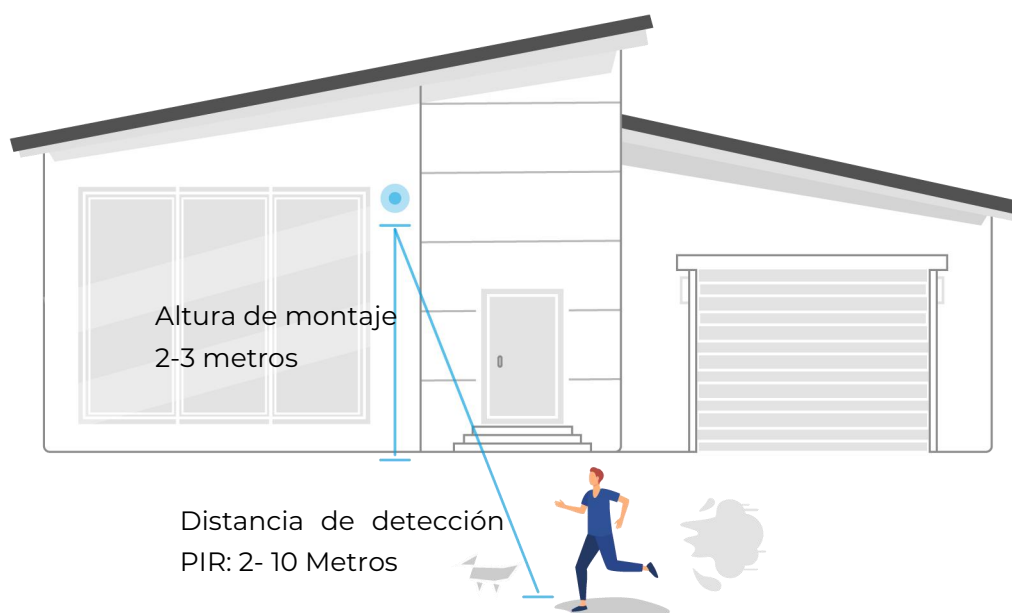 Altura de montaje
2-3 metros
Distancia de detección
PIR: 2- 10 Metros